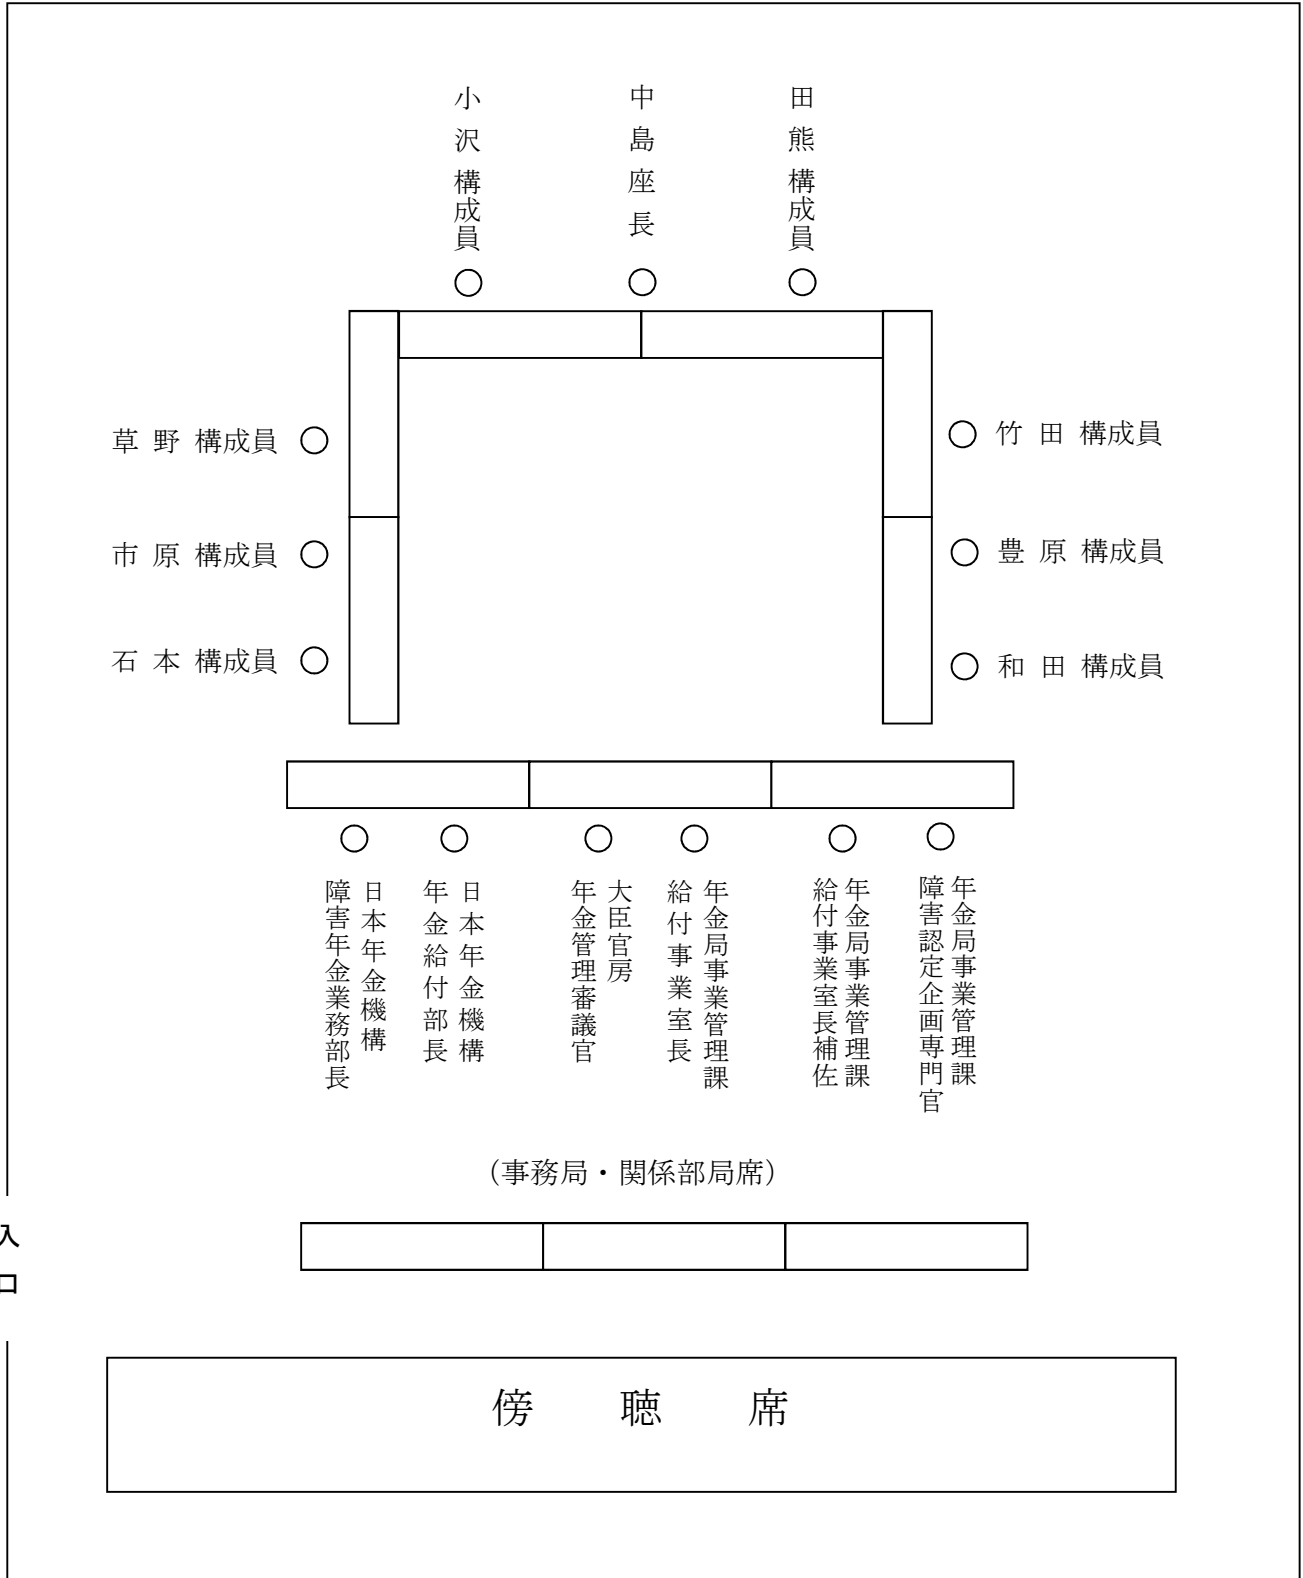 小沢構成員
中島座長
田熊構成員
草野構成員
竹田構成員
市原構成員
豊原構成員
石本構成員
和田構成員
日本年金機構
障害年金業務部長
日本年金機構
年金給付部長
大臣官房
年金管理審議官
年金局事業管理課
給付事業室長
年金局事業管理課
給付事業室長補佐
年金局事業管理課
障害認定企画専門官
（事務局・関係部局席）
入口
傍聴席